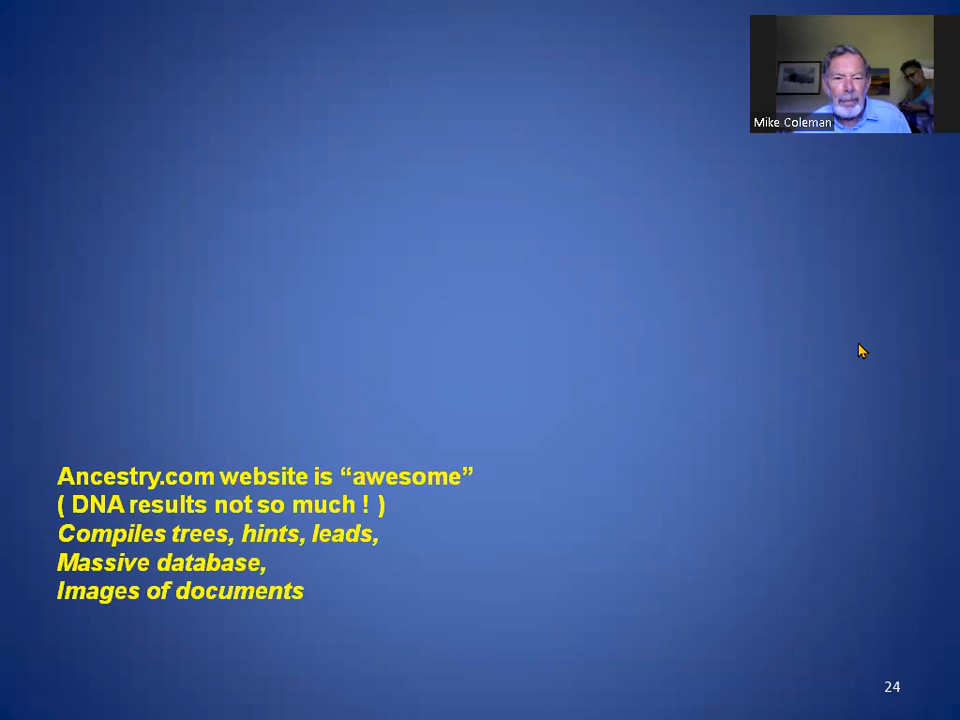 Mike Coleman
Ancestry.com website is “awesome”
( DNA results not so much ! )
Compiles trees, hints, leads,
Massive database,
Images of documents
24